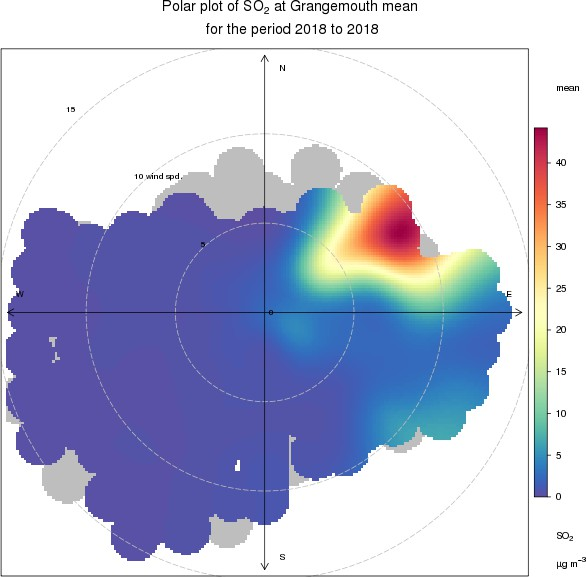 Polar plot of SO2 at Grangemouth mean
for the period 2018 to 2018
N
mean
15
40
10 wind spd.
35
5
30
W
E
25
0
20
15
10
5
0
S
SO2
µg m−3